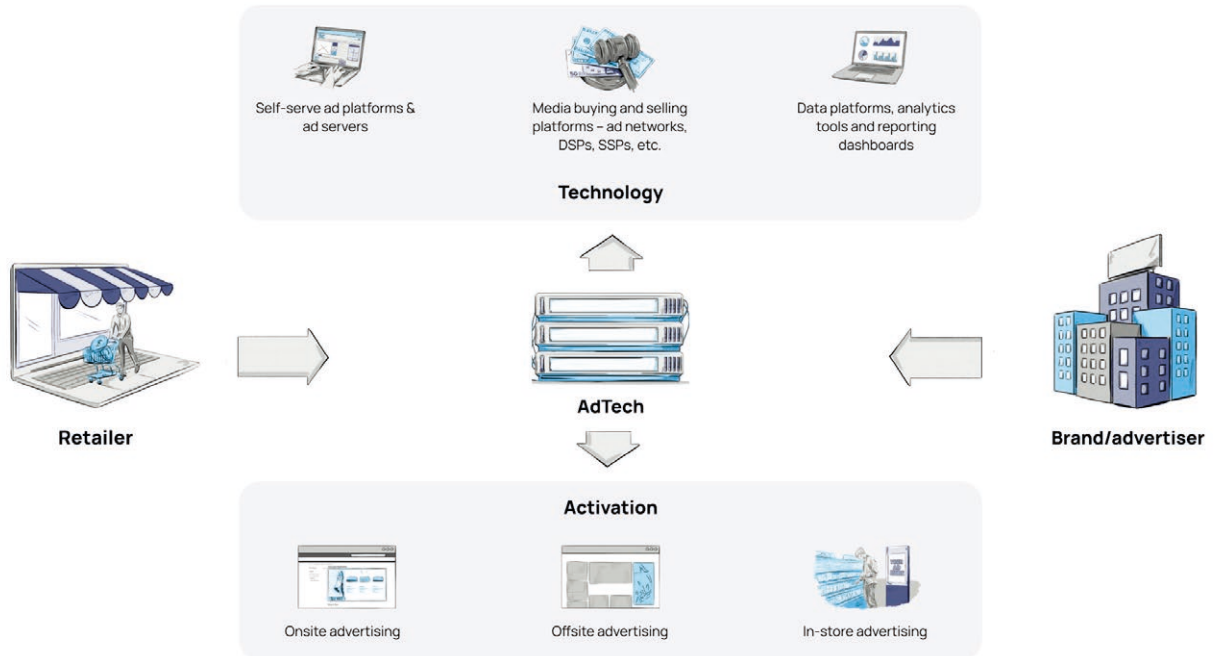 Self-serve ad platforms &
ad servers
Media buying and selling
platforms – ad networks,
DSPs, SSPs, etc.
Data platforms, analytics
tools and reporting
dashboards
Technology
Retailer
AdTech
Brand/advertiser
Activation
Onsite advertising
Offsite advertising
In-store advertising